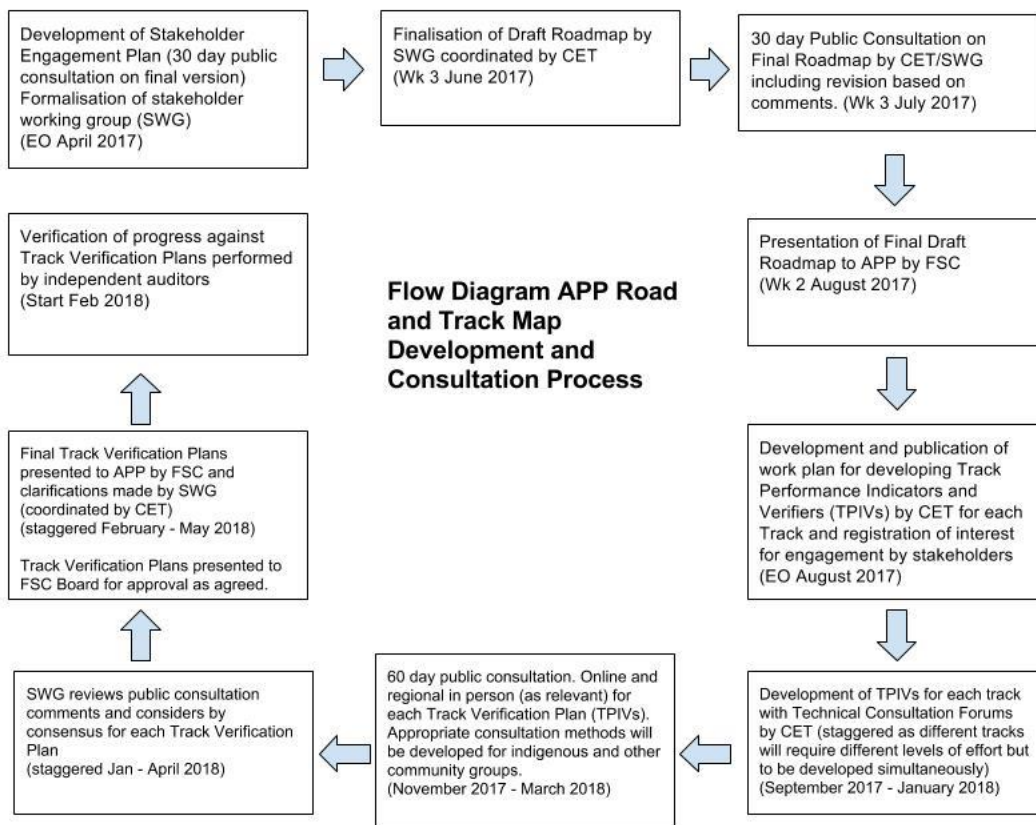 Development of Stakeholder
Engagement Plan (30 day public
consultation on final version)
Formalisation of stakeholder
working group (SWG)
(EO April 2017)
Finalisation of Draft Roadmap by
SWG coordinated by CET
(Wk 3 June 2017)
30 day Public Consultation on
Final Roadmap by CET/SWG
including revision based on
comments. (Wk 3 July 2017)
Presentation of Final Draft
Roadmap to APP by FSC
(Wk 2 August 2017)
Development and publication of
work plan for developing Track
Performance Indicators and
Verifiers (TPIVs) by CET for each
Track and registration of interest
for engagement by stakeholders
(EO August 2017)
Development of TPIVs for each track
with Technical Consultation Forums
by CET (staggered as different tracks
will require different levels of effort but
to be developed simultaneously)
(September 2017 - January 2018)
60 day public consultation. Online and
regional in person (as relevant) for
each Track Verification Plan (TPIVs).
Appropriate consultation methods will
be developed for indigenous and other
community groups.
(November 2017 - March 2018)
SWG reviews public consultation
comments and considers by
consensus for each Track Verification
Plan
(staggered Jan - April 2018)
Final Track Verification Plans
presented to APP by FSC and
clarifications made by SWG
(coordinated by CET)
(staggered February - May 2018)
Track Verification Plans presented to
FSC Board for approval as agreed.
Verification of progress against
Track Verification Plans performed
by independent auditors
(Start Feb 2018)
Flow Diagram APP Road
and Track Map
Development and
Consultation Process